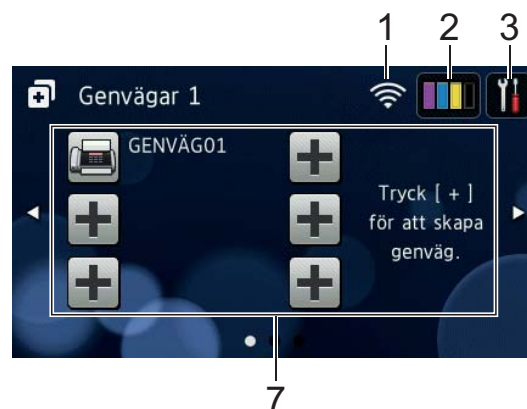 1 2 3
Genvägar 1
GENVÄG01
Tryck [ + ]
för att skapa
genväg.
7